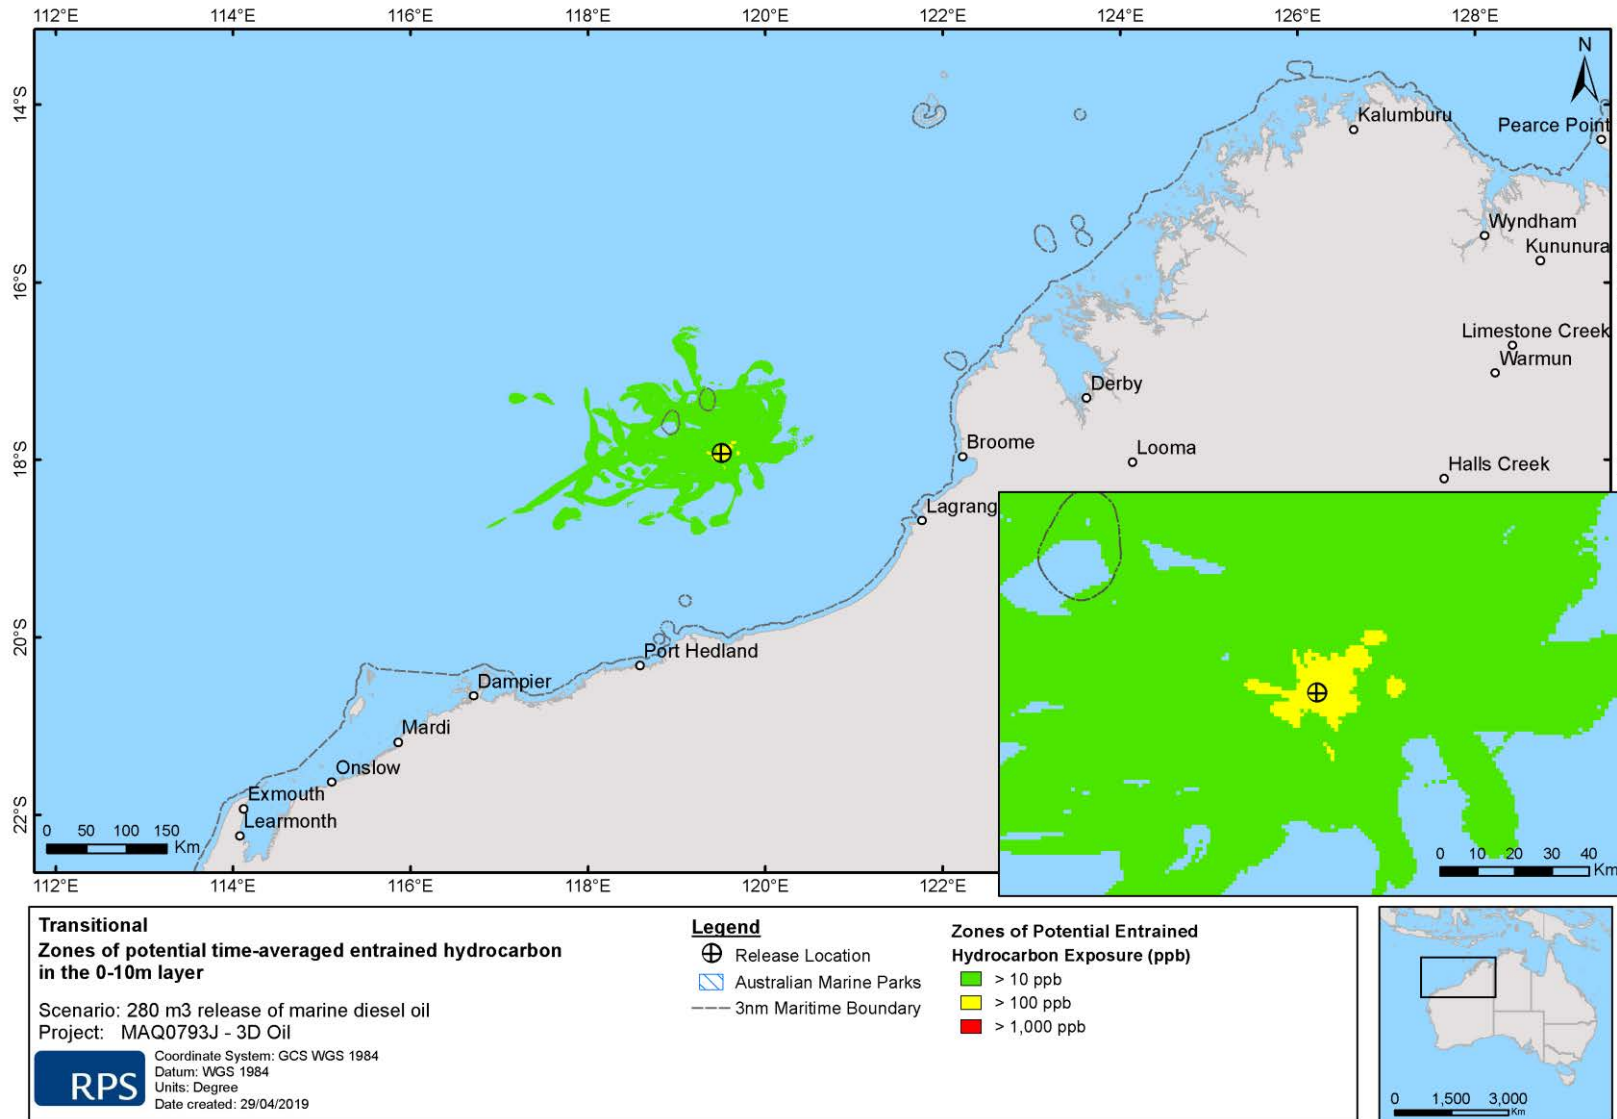 112°E 114°E 116°E 118°E 120°E 122°E 124°E 126°E 128°E
N
14°S
Kalumburu
Pearce Point
Wyndham
Kununura
16°S
Limestone Creek
Warmun
Derby
Broome
Looma
18°S
Halls Creek
Lagrang
20°S
Port Hedland
Dampier
Mardi
Onslow
Exmouth
22°S
Learmonth
0 50 100 150
Km
0 10 20 30 40
Km
112°E 114°E 116°E 118°E 120°E 122°E
Transitional
Zones of potential time-averaged entrained hydrocarbon
in the 0-10m layer
Scenario: 280 m3 release of marine diesel oil
Project: MAQ0793J - 3D Oil
RPS
Coordinate System: GCS WGS 1984
Datum: WGS 1984
Units: Degree
Date created: 29/04/2019
Legend
Release Location
Australian Marine Parks
3nm Maritime Boundary
Zones of Potential Entrained
Hydrocarbon Exposure (ppb)
> 10 ppb
> 100 ppb
> 1,000 ppb
0 1,500 3,000
Km